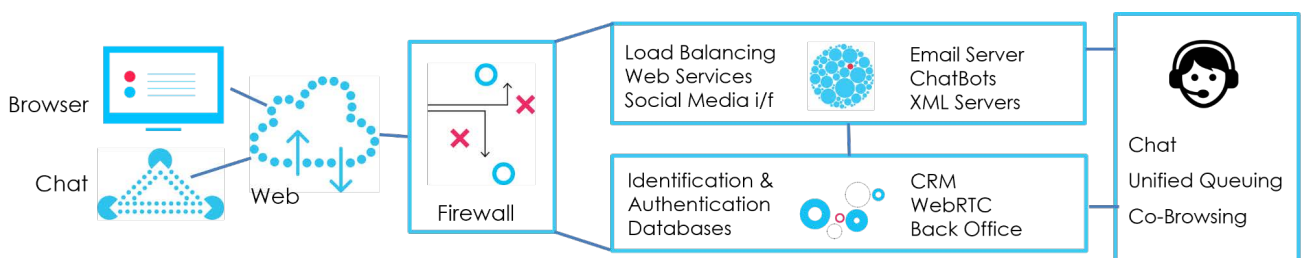 Browser
Chat
Web
Firewall
Load Balancing
Web Services
Social Media i/f
Email Server
ChatBots
XML Servers
Identification &
Authentication
Databases
CRM
WebRTC
Back Office
Chat
Unified Queuing
Co-Browsing